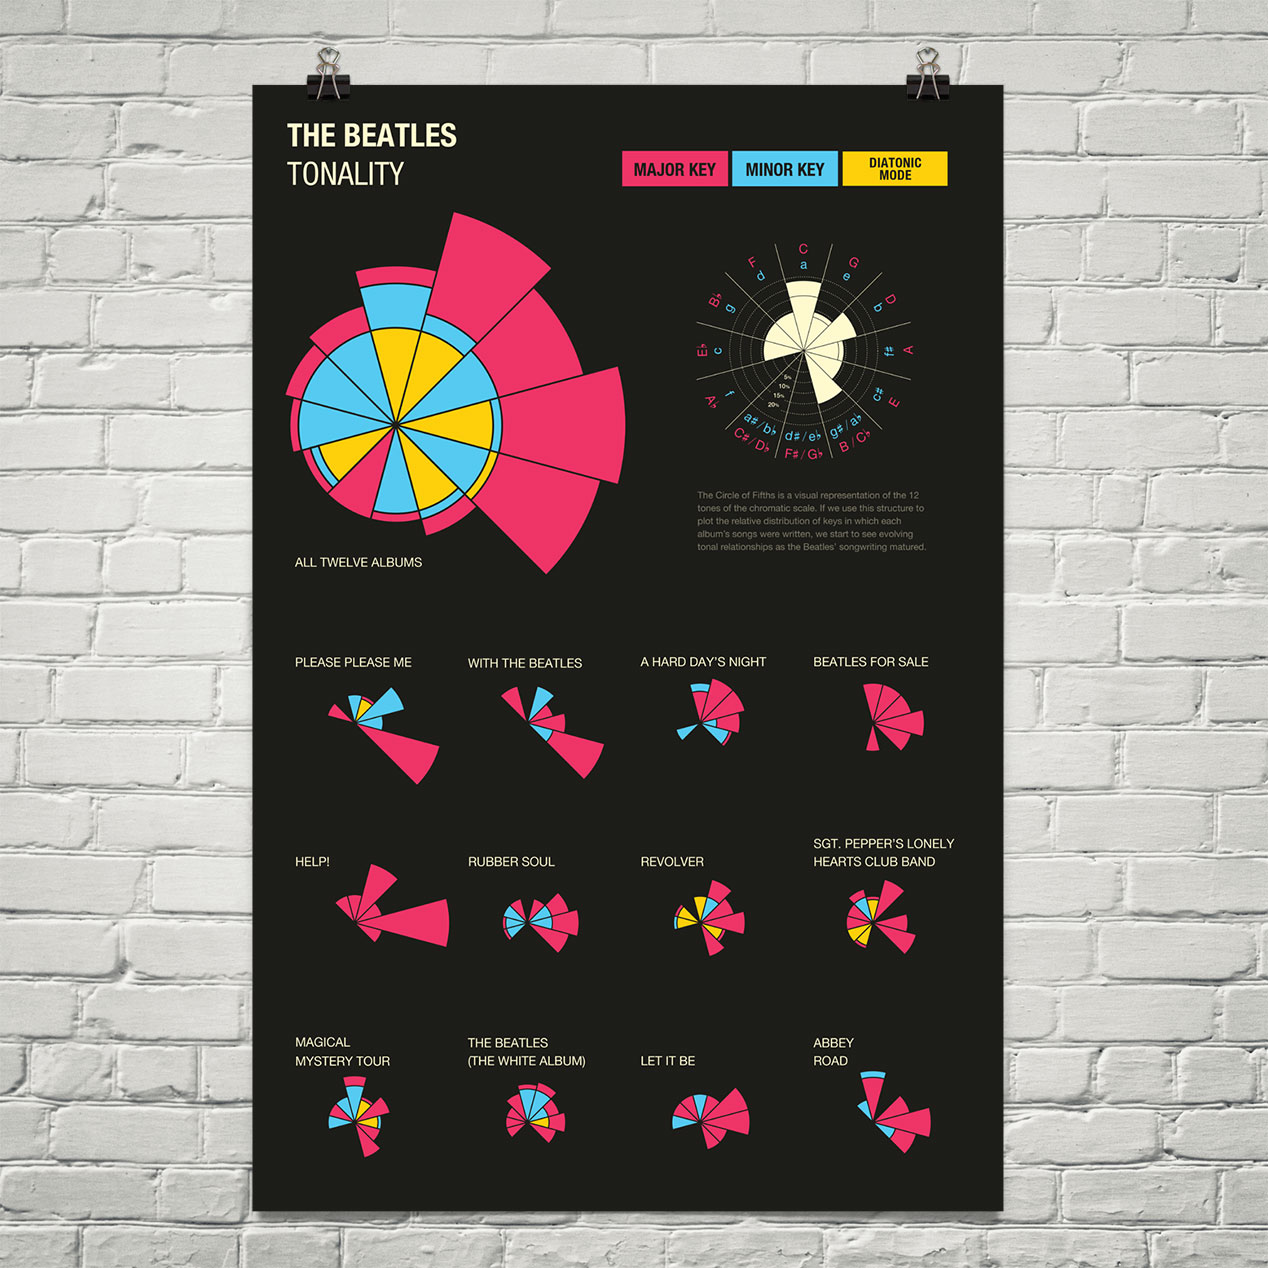 THE BEATLES
TONALITY
MAJOR KEY
MINOR KEY
DIATONIC
MODE
C
a
G
e
D
b
A
f#
E
c#
B / C♭
g# / a♭
F# / G♭
d# / e♭
C# / D♭
a# / b♭
A♭
f
E♭
c
B♭
g
F
d
5%
10%
15%
20%
The Circle of Fifths is a visual representation of the 12
tones of the chromatic scale. If we use this structure to
plot the relative distribution of keys in which each
album's songs were written, we start to see evolving
tonal relationships as the Beatles' songwriting matured.
ALL TWELVE ALBUMS
PLEASE PLEASE ME
WITH THE BEATLES
A HARD DAY'S NIGHT
BEATLES FOR SALE
HELP!
RUBBER SOUL
REVOLVER
SGT. PEPPER'S LONELY
HEARTS CLUB BAND
MAGICAL
MYSTERY TOUR
THE BEATLES
(THE WHITE ALBUM)
LET IT BE
ABBEY
ROAD